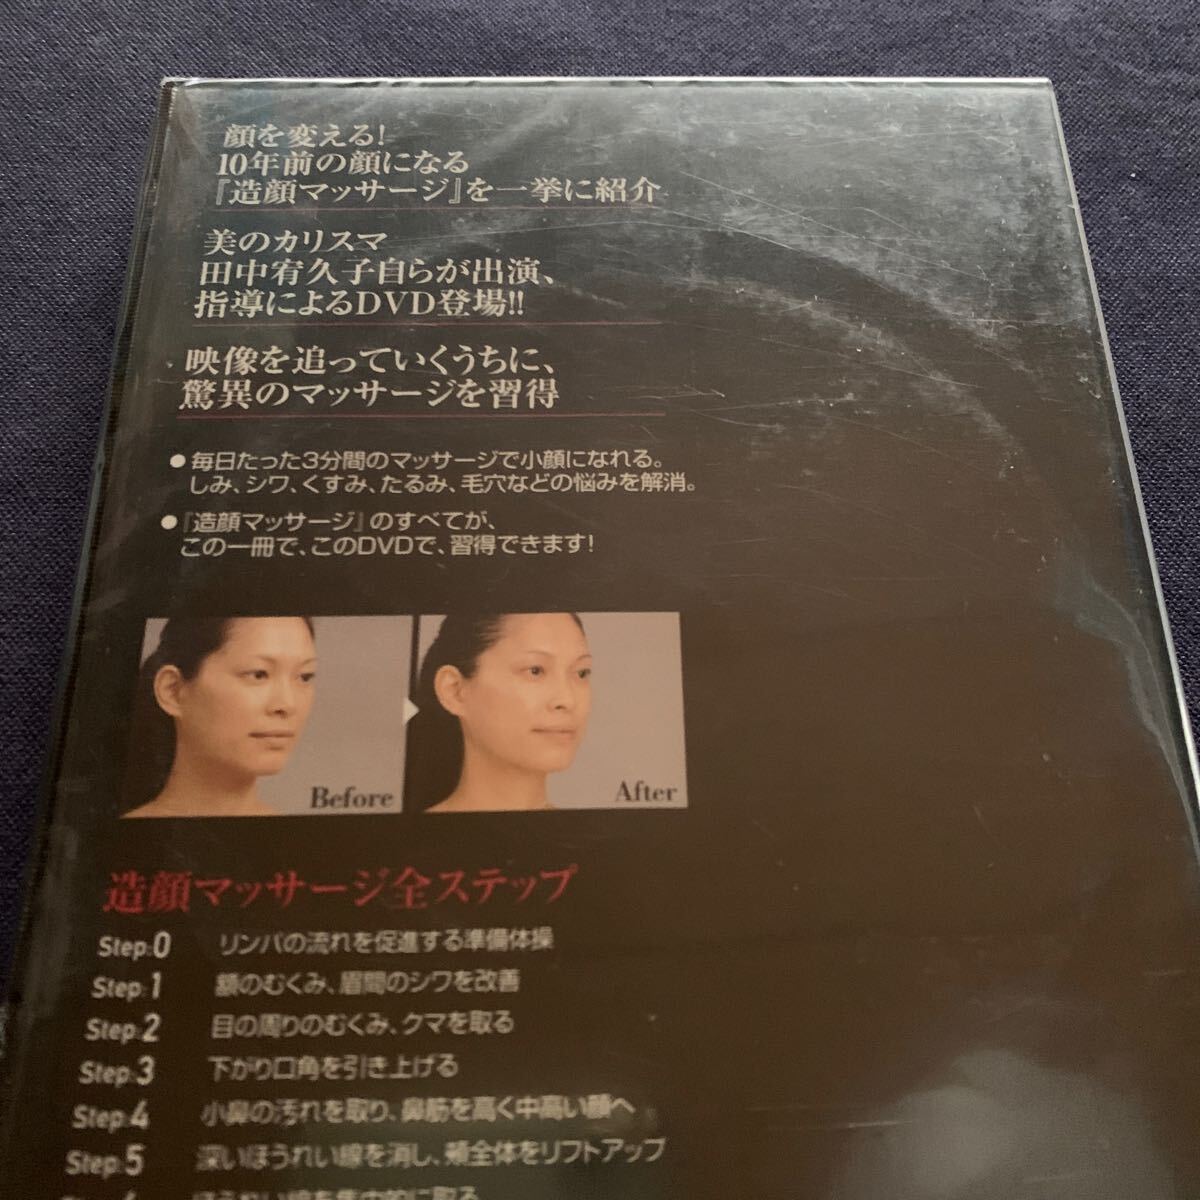 顔を変える!
10年前の顔になる
『造顔マッサージ』を一挙に紹介
美のカリスマ
田中宥久子自らが出演、
指導によるDVD登場!!
映像を追っていくうちに、
驚異のマッサージを習得
●毎日たった3分間のマッサージで小顔になれる。
しみ、シワ、くすみ、たるみ、毛穴などの悩みを解消。
●『造顔マッサージ』のすべてが、
この一冊で、このDVDで、習得できます!
Before
After
造顔マッサージ全ステップ
Step:0 リンパの流れを促進する準備体操
Step:1 額のむくみ、眉間のシワを改善
Step:2 目の周りのむくみ、クマを取る
Step:3 下がり口角を引き上げる
Step:4 小鼻の汚れを取り、鼻筋を高く中高い顔へ
Step:5 深いほうれい線を消し、頬全体をリフトアップ
ほうれい線を集中的に取る